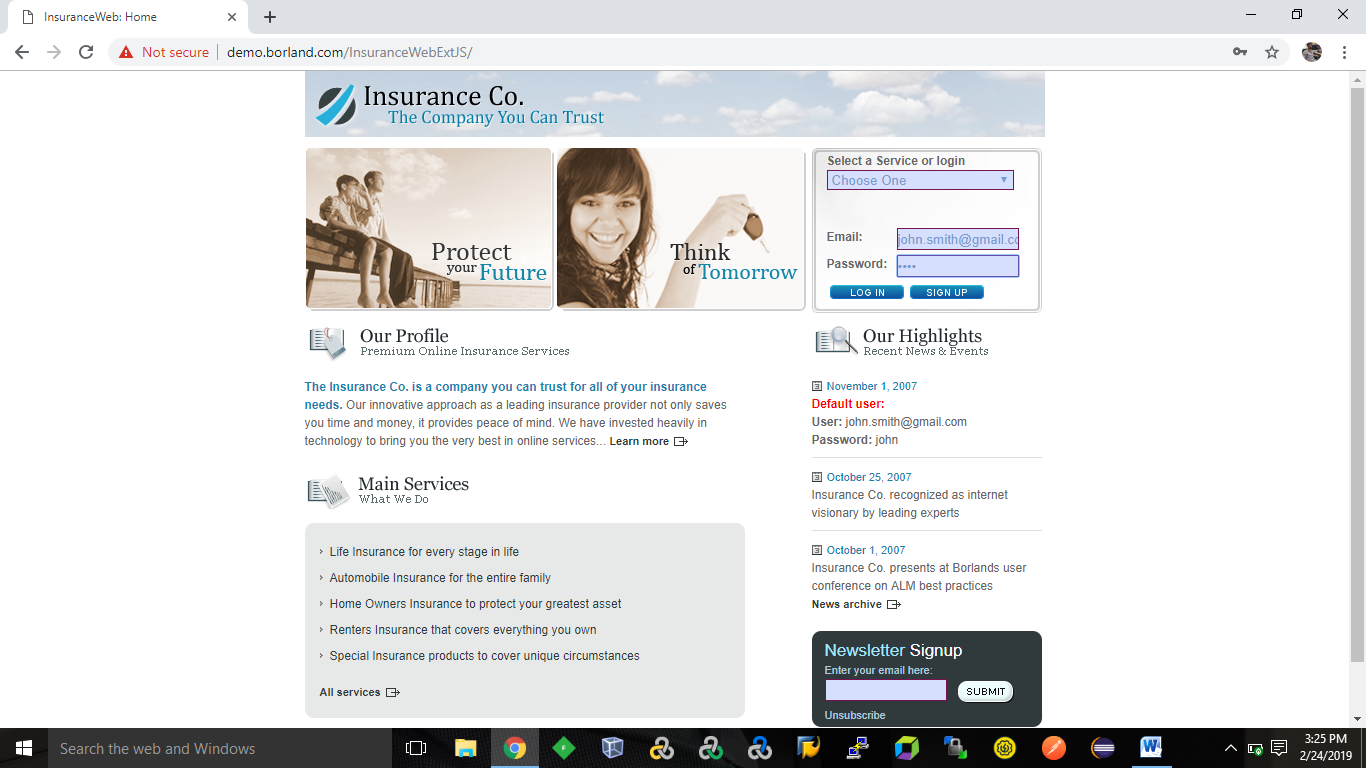 InsuranceWeb: Home
Not secure
demo.borland.com/InsuranceWebExtJS/
Insurance Co.
The Company You Can Trust
Protect
your Future
Think
of Tomorrow
Select a Service or login
Choose One
Email:
john.smith@gmail.cc
Password:
••••
LOG IN
SIGN UP
Our Profile
Premium Online Insurance Services
The Insurance Co. is a company you can trust for all of your insurance
needs. Our innovative approach as a leading insurance provider not only saves
you time and money, it provides peace of mind. We have invested heavily in
technology to bring you the very best in online services... Learn more
Main Services
What We Do
› Life Insurance for every stage in life
› Automobile Insurance for the entire family
› Home Owners Insurance to protect your greatest asset
› Renters Insurance that covers everything you own
› Special Insurance products to cover unique circumstances
All services
Our Highlights
Recent News & Events
November 1, 2007
Default user:
User: john.smith@gmail.com
Password: john
October 25, 2007
Insurance Co. recognized as internet
visionary by leading experts
October 1, 2007
Insurance Co. presents at Borlands user
conference on ALM best practices
News archive
Newsletter Signup
Enter your email here:
SUBMIT
Unsubscribe
Search the web and Windows
3:25 PM
2/24/2019